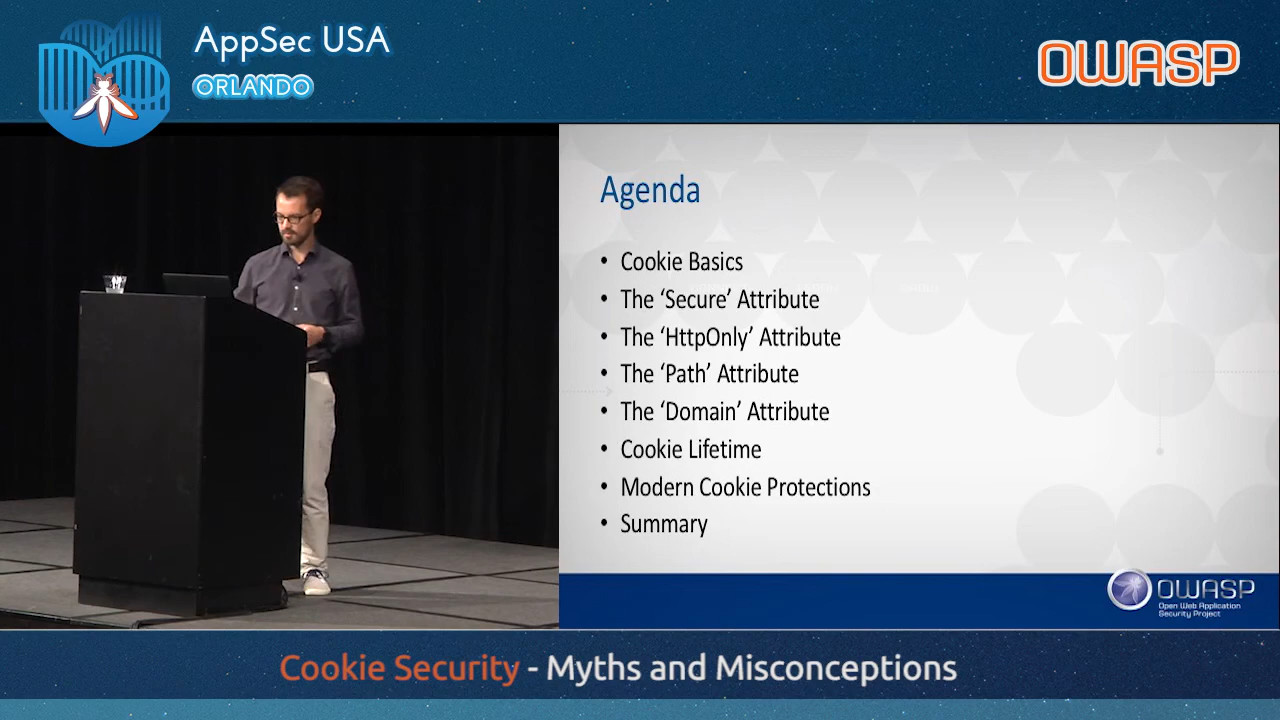 AppSec USA
ORLANDO
OWASP
Agenda
• Cookie Basics
• The ‘Secure’ Attribute
• The ‘HttpOnly’ Attribute
• The ‘Path’ Attribute
• The ‘Domain’ Attribute
• Cookie Lifetime
• Modern Cookie Protections
• Summary
OWASP
Open Web Application
Security Project
Cookie Security - Myths and Misconceptions